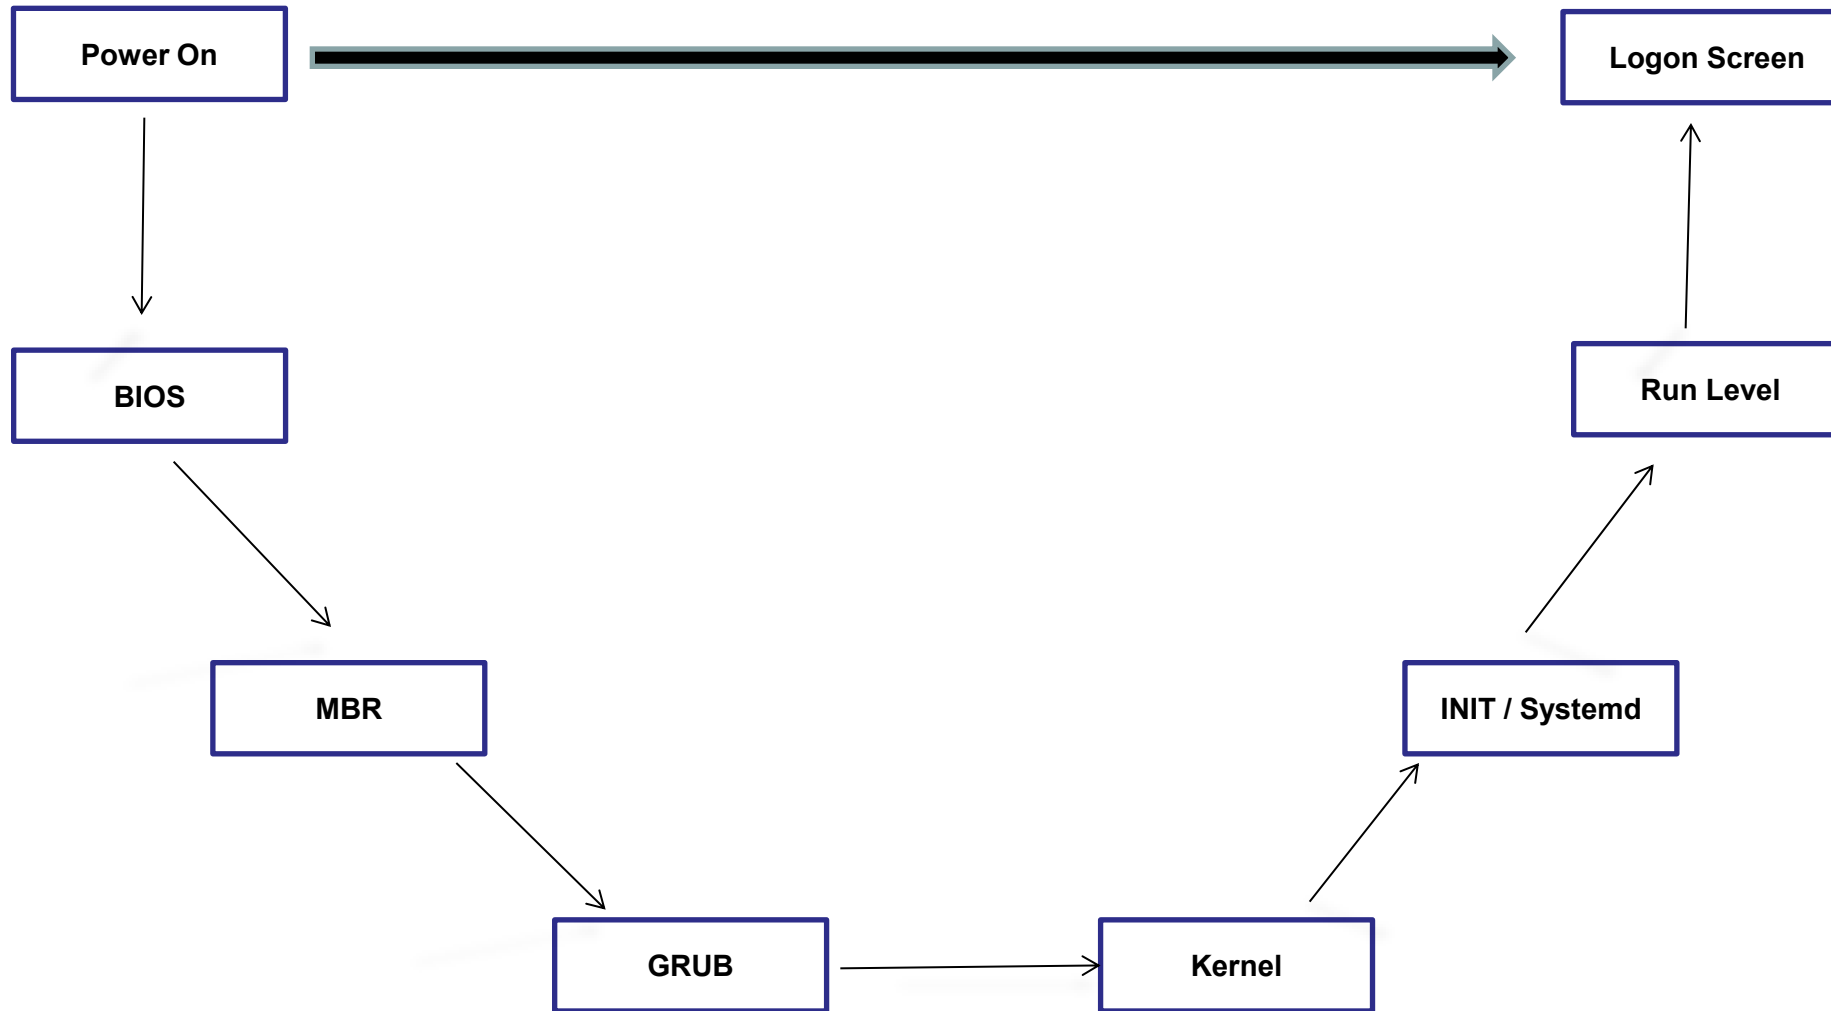 Power On
Logon Screen
BIOS
Run Level
MBR
INIT / Systemd
GRUB
Kernel